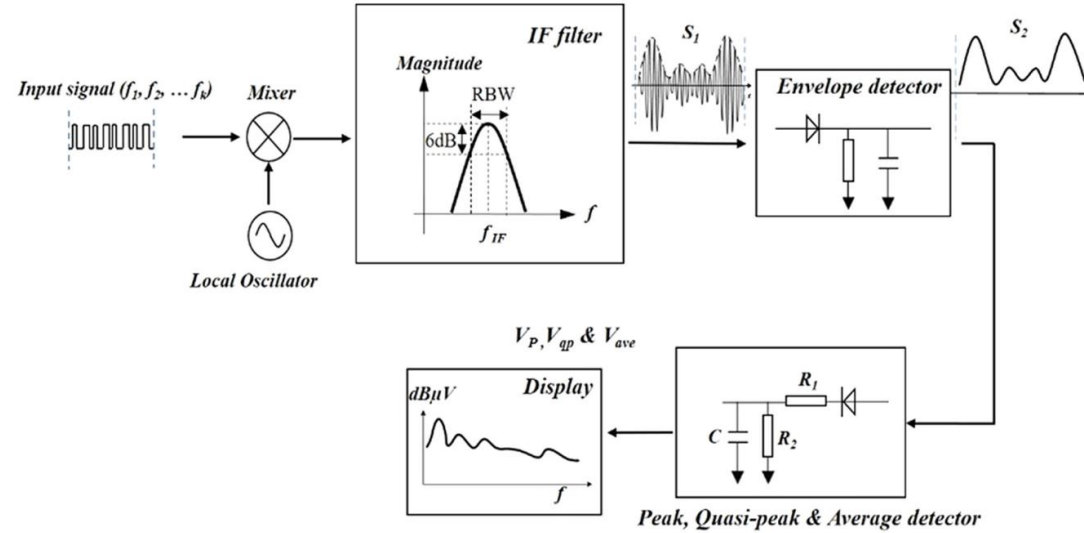 Input signal (f1, f2, … fk)
Mixer
Local Oscillator
IF filter
Magnitude
RBW
6dB
f
fIF
S1
Envelope detector
S2
VP,Vqp & Vave
Display
dBµV
f
R1
C
R2
Peak, Quasi-peak & Average detector